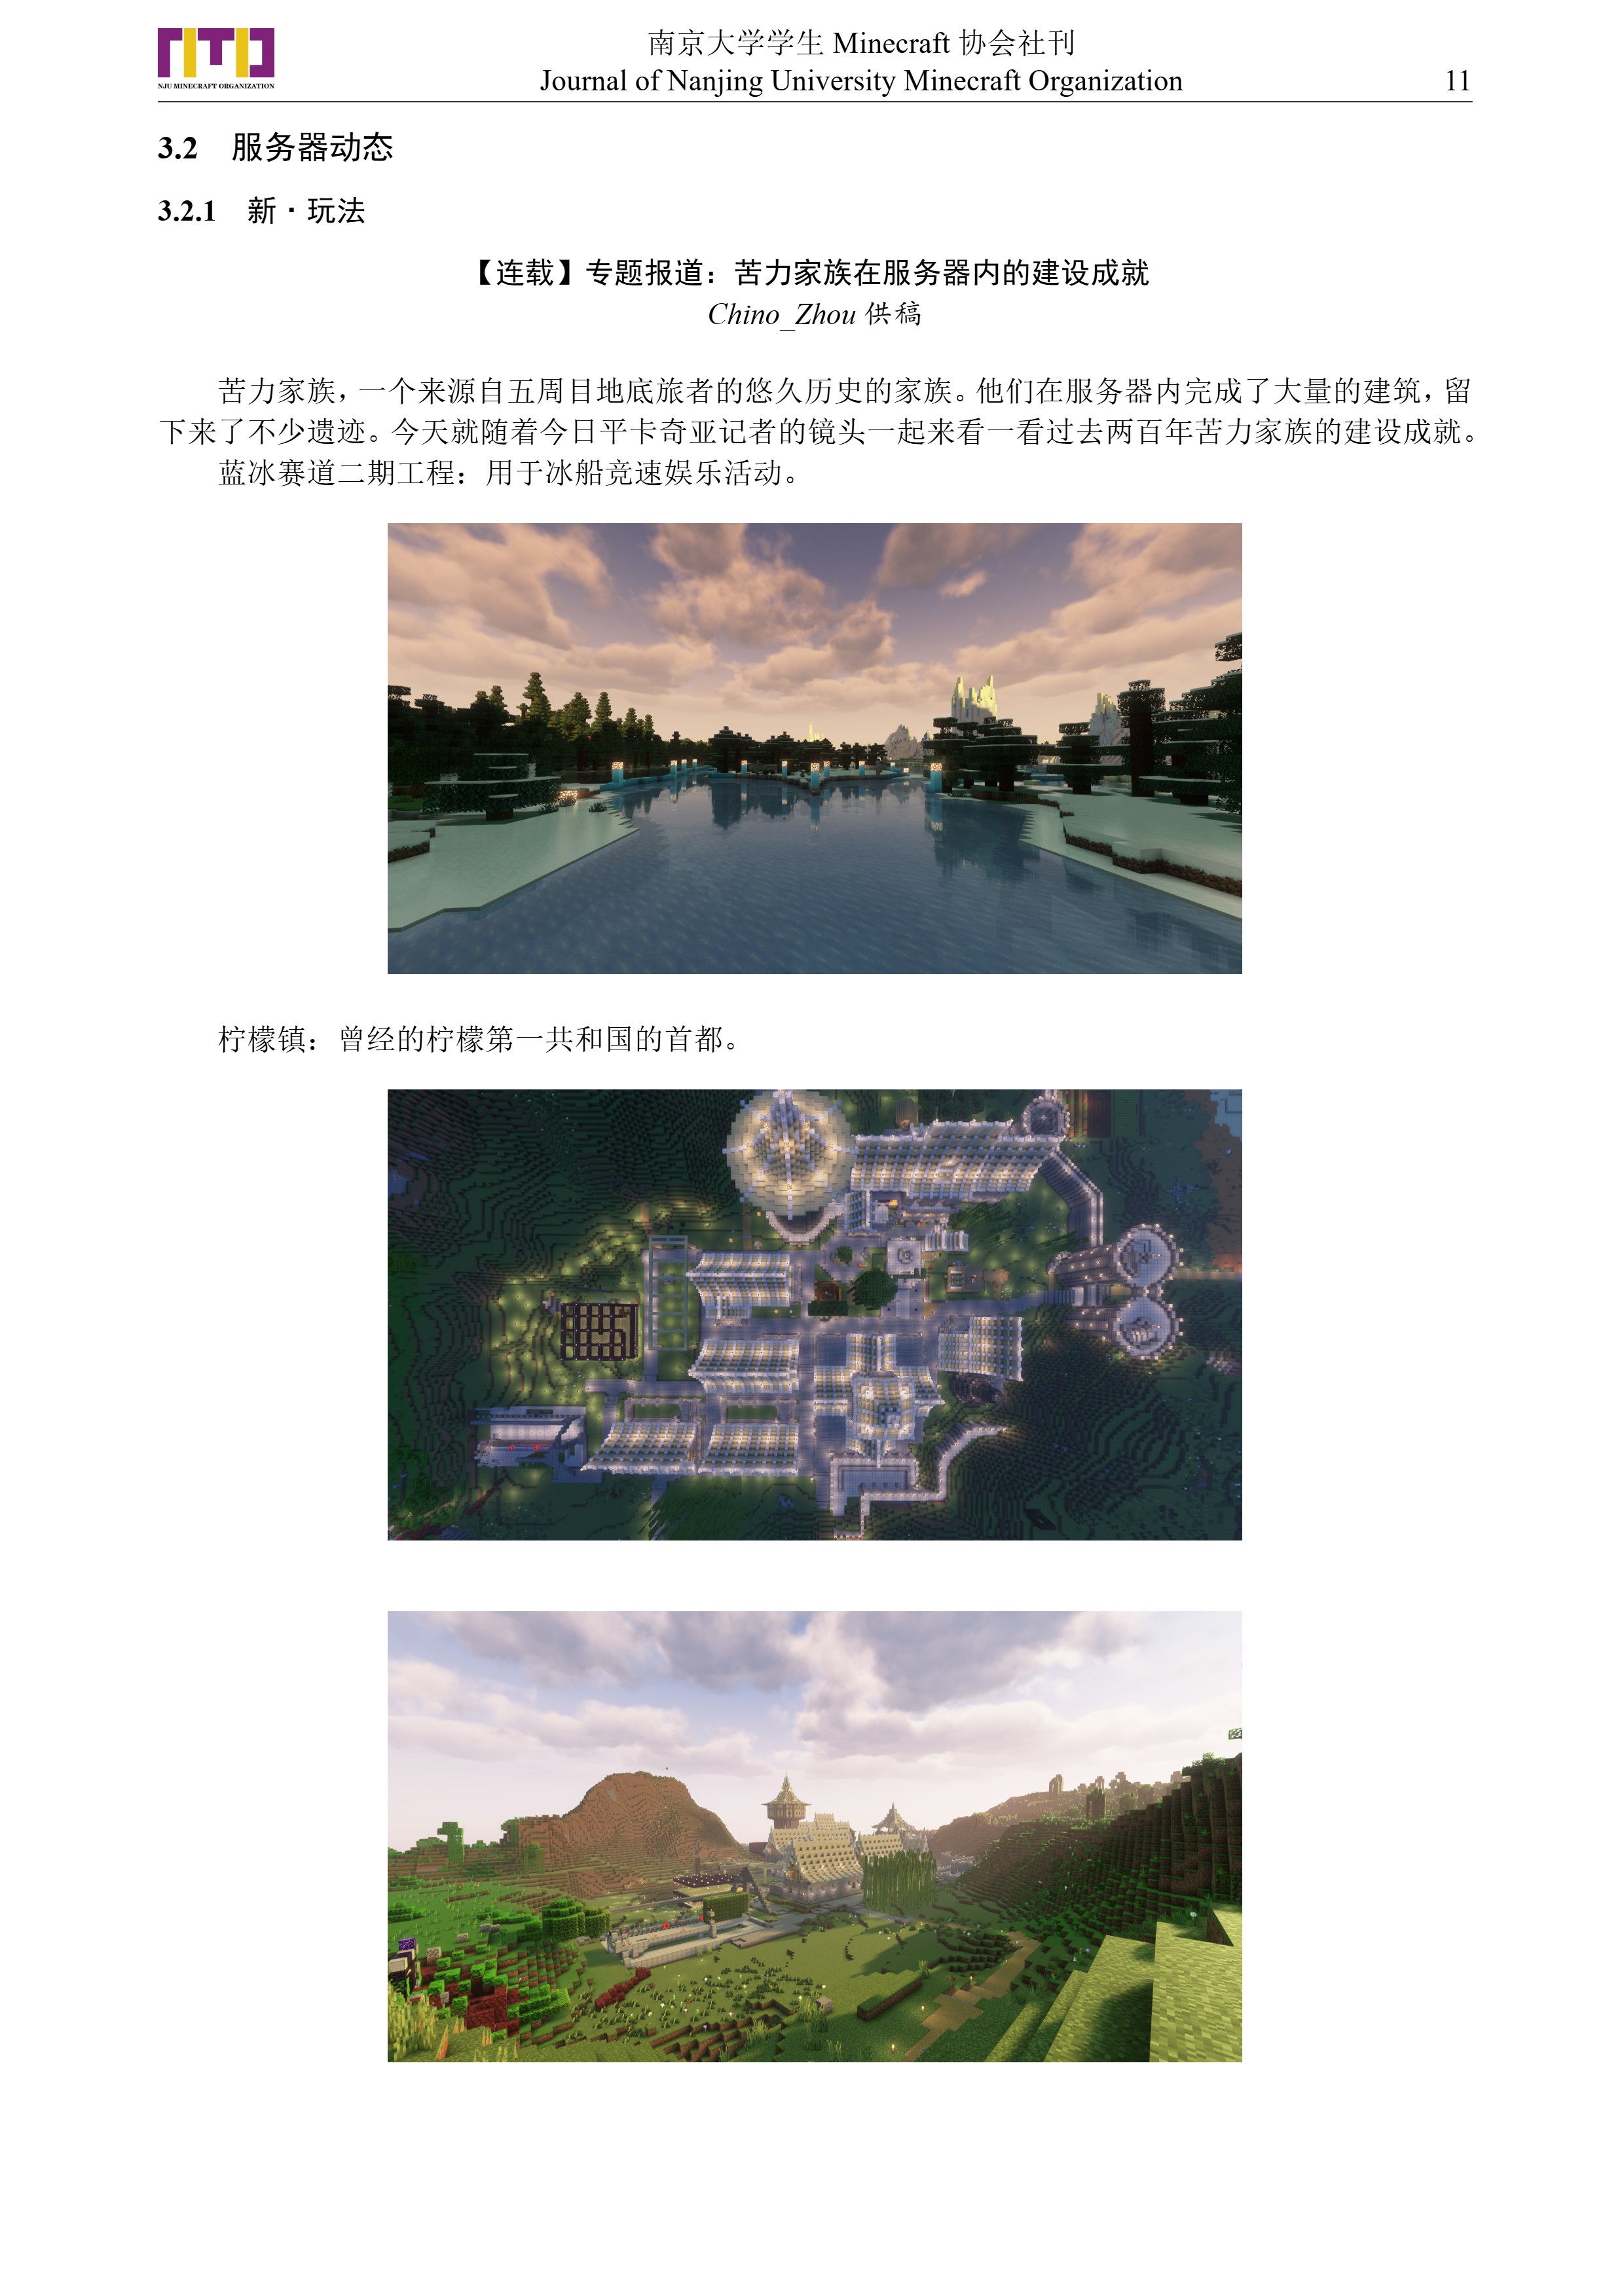 NJU MINECRAFT ORGANIZATION
南京大学学生 Minecraft 协会社刊
Journal of Nanjing University Minecraft Organization
11
3.2 服务器动态
3.2.1 新·玩法
【连载】专题报道：苦力家族在服务器内的建设成就
Chino_Zhou 供稿
苦力家族，一个来源自五周目地底旅者的悠久历史的家族。他们在服务器内完成了大量的建筑，留
下来了不少遗迹。今天就随着今日平卡奇亚记者的镜头一起来看一看过去两百年苦力家族的建设成就。
蓝冰赛道二期工程：用于冰船竞速娱乐活动。
柠檬镇：曾经的柠檬第一共和国的首都。